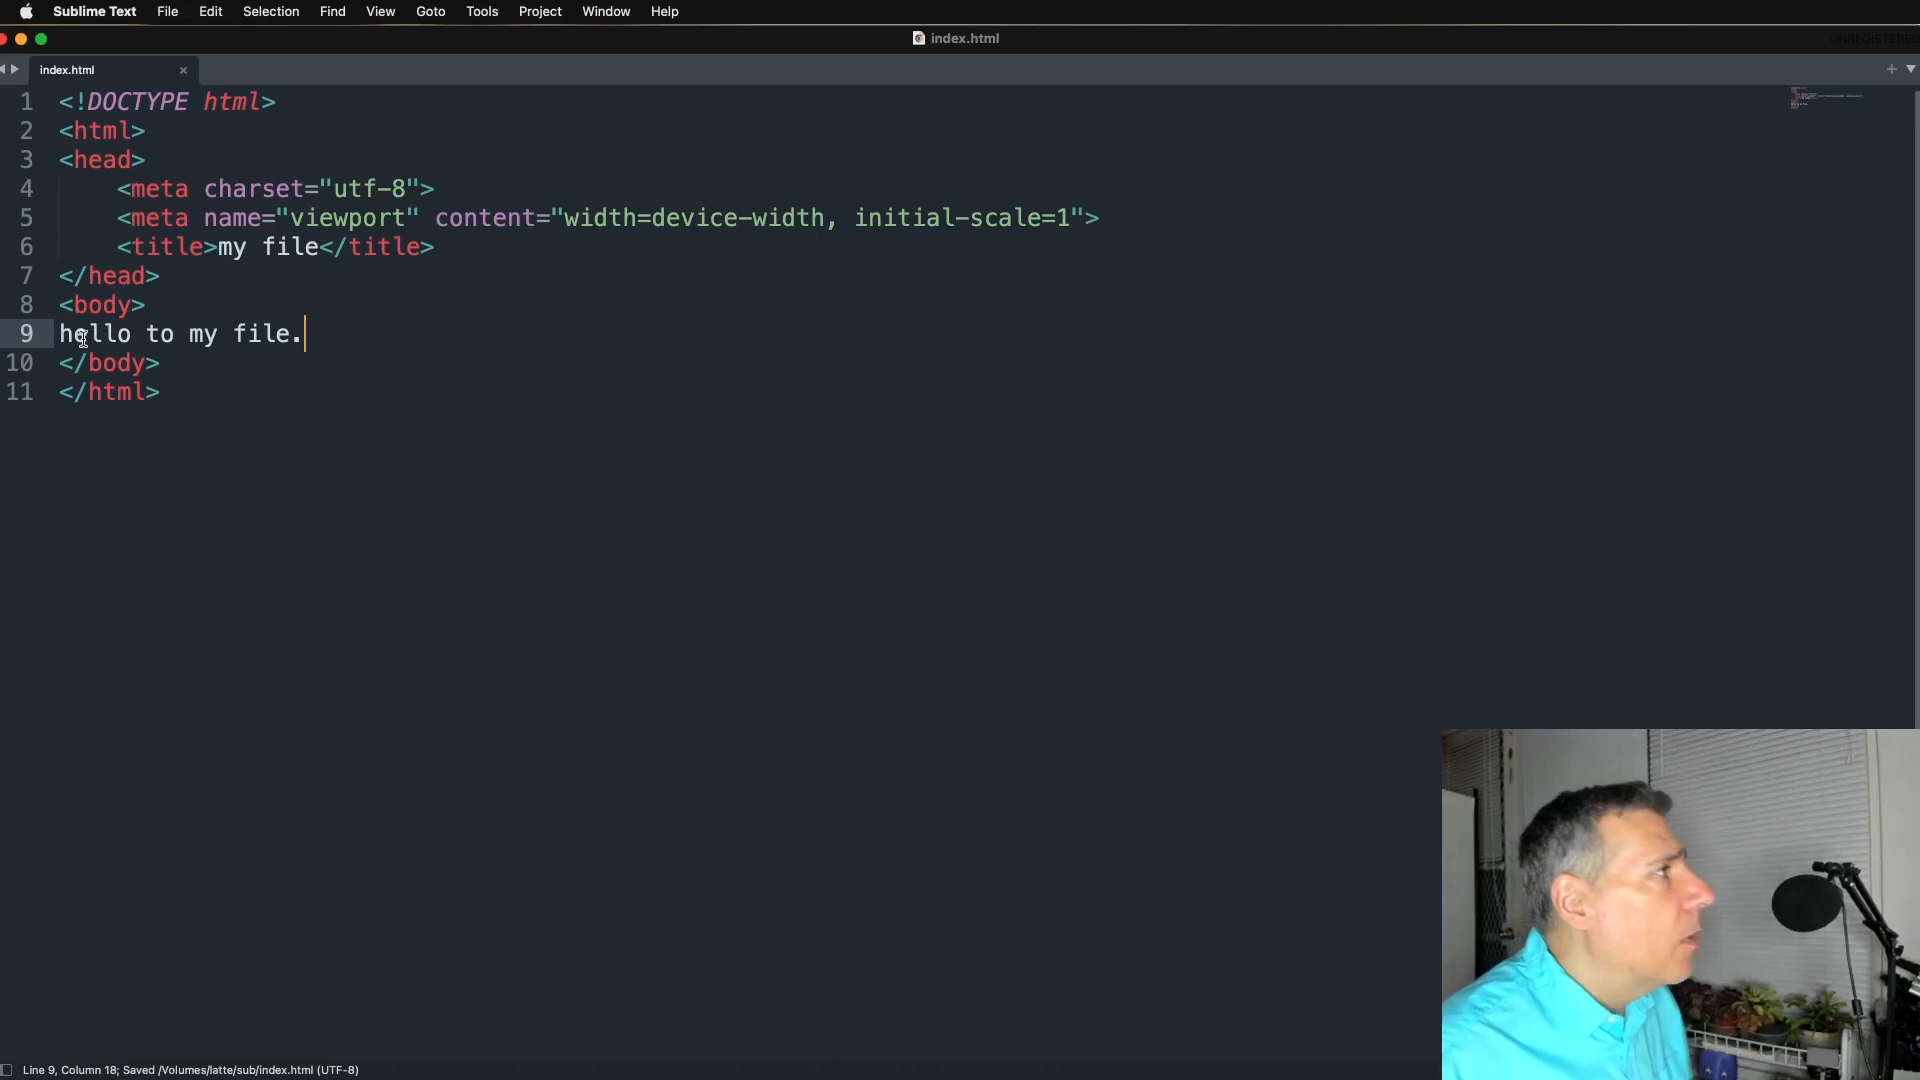 Sublime Text File Edit Selection Find View Goto Tools Project Window Help
index.html
UNREGISTERED
index.html
1 <!DOCTYPE html>
2 <html>
3 <head>
4 <meta charset="utf-8">
5 <meta name="viewport" content="width=device-width, initial-scale=1">
6 <title>my file</title>
7 </head>
8 <body>
9 hello to my file.
10 </body>
11 </html>
Line 9, Column 18; Saved /Volumes/latte/sub/index.html (UTF-8)